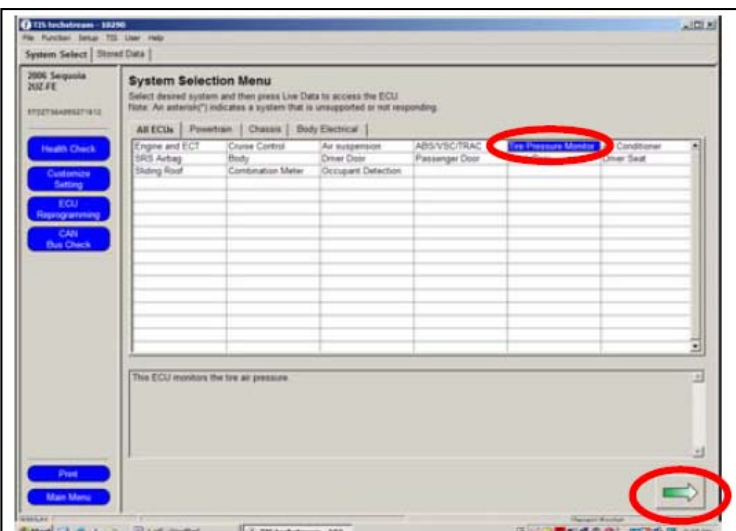 TIS techstream - 10290
File Function Setup TIS User Help
System Select Stored Data
2006 Sequoia
2UZ-FE
System Selection Menu
Select desired system and then press Live Data to access the ECU.
Note: An asterisk(*) indicates a system that is unsupported or not responding.
All ECUs Powertrain Chassis Body Electrical
Engine and ECT Cruise Control Air suspension ABS/VSC/TRAC Tire Pressure Monitor Conditioner
SRS Airbag Body Driver Door Passenger Door Driver Seat
Sliding Roof Combination Meter Occupant Detection
Health Check
Customize
Setting
ECU
Reprogramming
CAN
Bus Check
This ECU monitors the tire air pressure.
Print
Main Menu